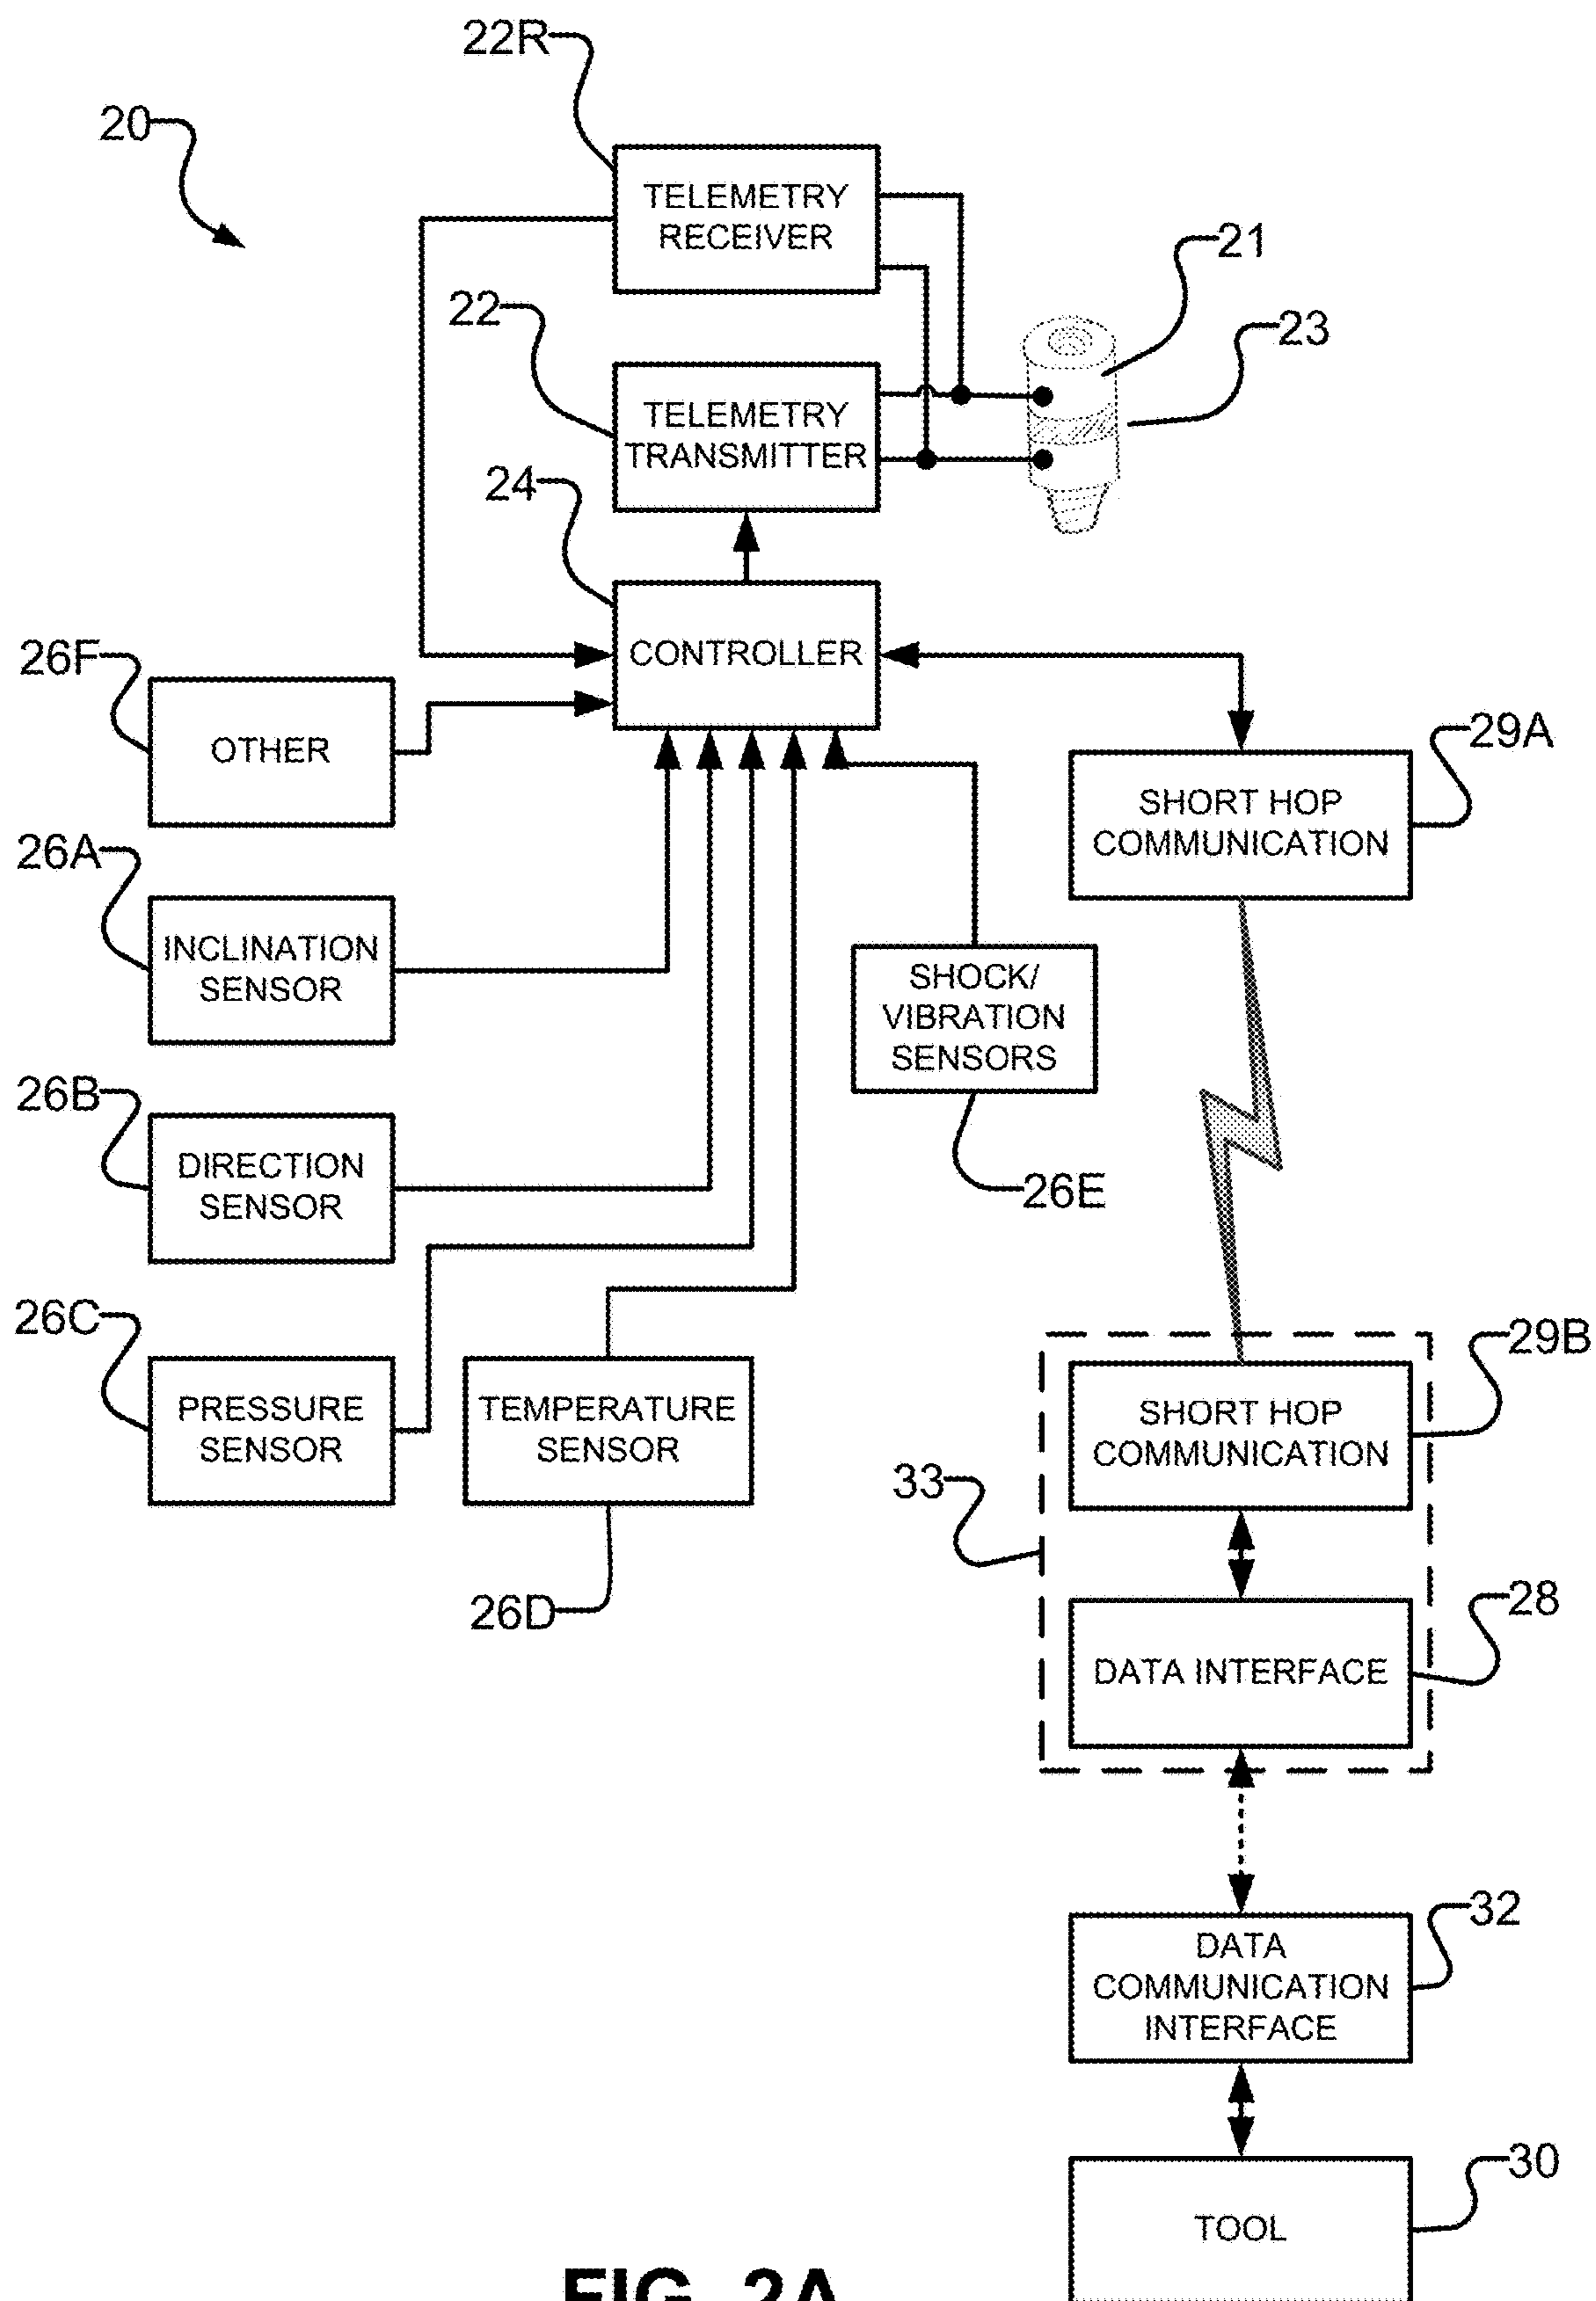 22R
20
TELEMETRY
RECEIVER
21
22
23
TELEMETRY
TRANSMITTER
24
CONTROLLER
26F
OTHER
29A
SHORT HOP
COMMUNICATION
26A
INCLINATION
SENSOR
SHOCK/
VIBRATION
SENSORS
26B
DIRECTION
SENSOR
26E
26C
PRESSURE
SENSOR
TEMPERATURE
SENSOR
29B
SHORT HOP
COMMUNICATION
33
26D
28
DATA INTERFACE
32
DATA
COMMUNICATION
INTERFACE
30
TOOL
FIG. 2A